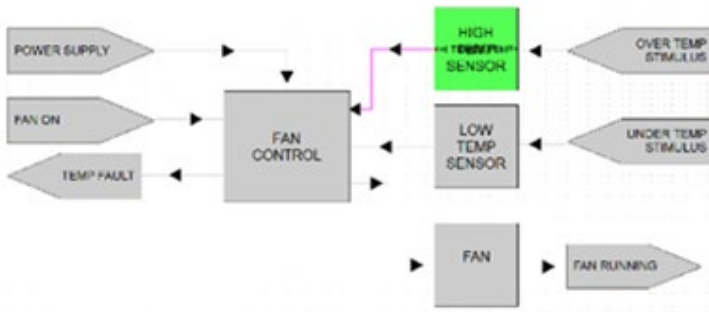 POWER SUPPLY
HIGH
SENSOR
OVER TEMP
STIMULUS
FAN ON
FAN
CONTROL
LOW
TEMP
SENSOR
UNDER TEMP
STIMULUS
TEMP FAULT
FAN
FAN RUNNING